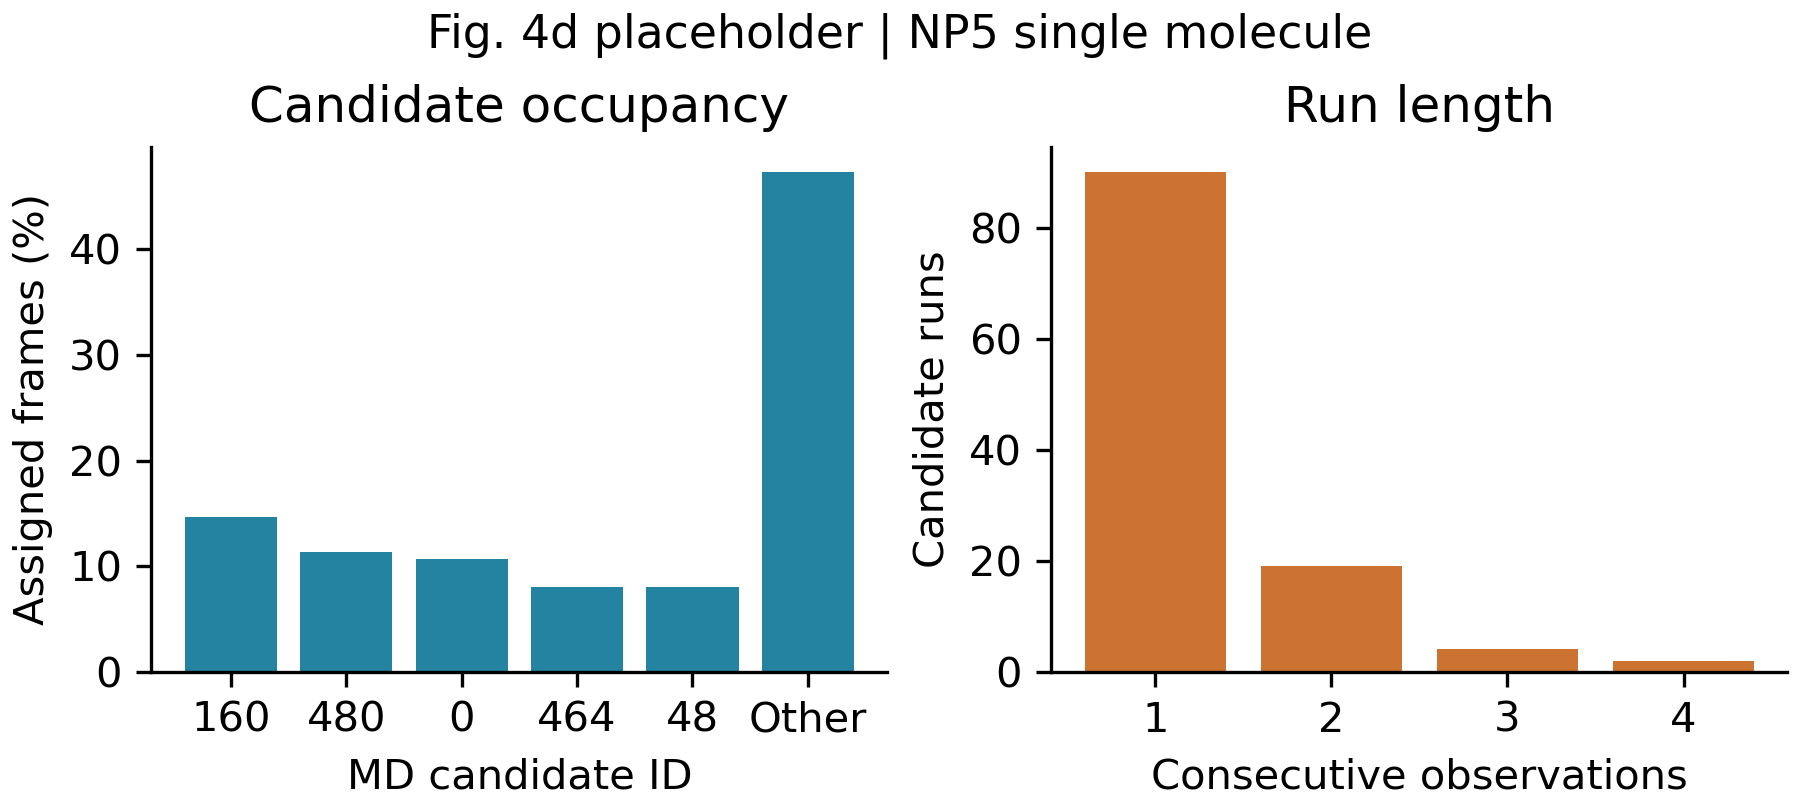 Fig. 4d placeholder | NP5 single molecule
Candidate occupancy
Assigned frames (%)
40
30
20
10
0
160 480 0 464 48 Other
MD candidate ID
Run length
Candidate runs
80
60
40
20
0
1 2 3 4
Consecutive observations